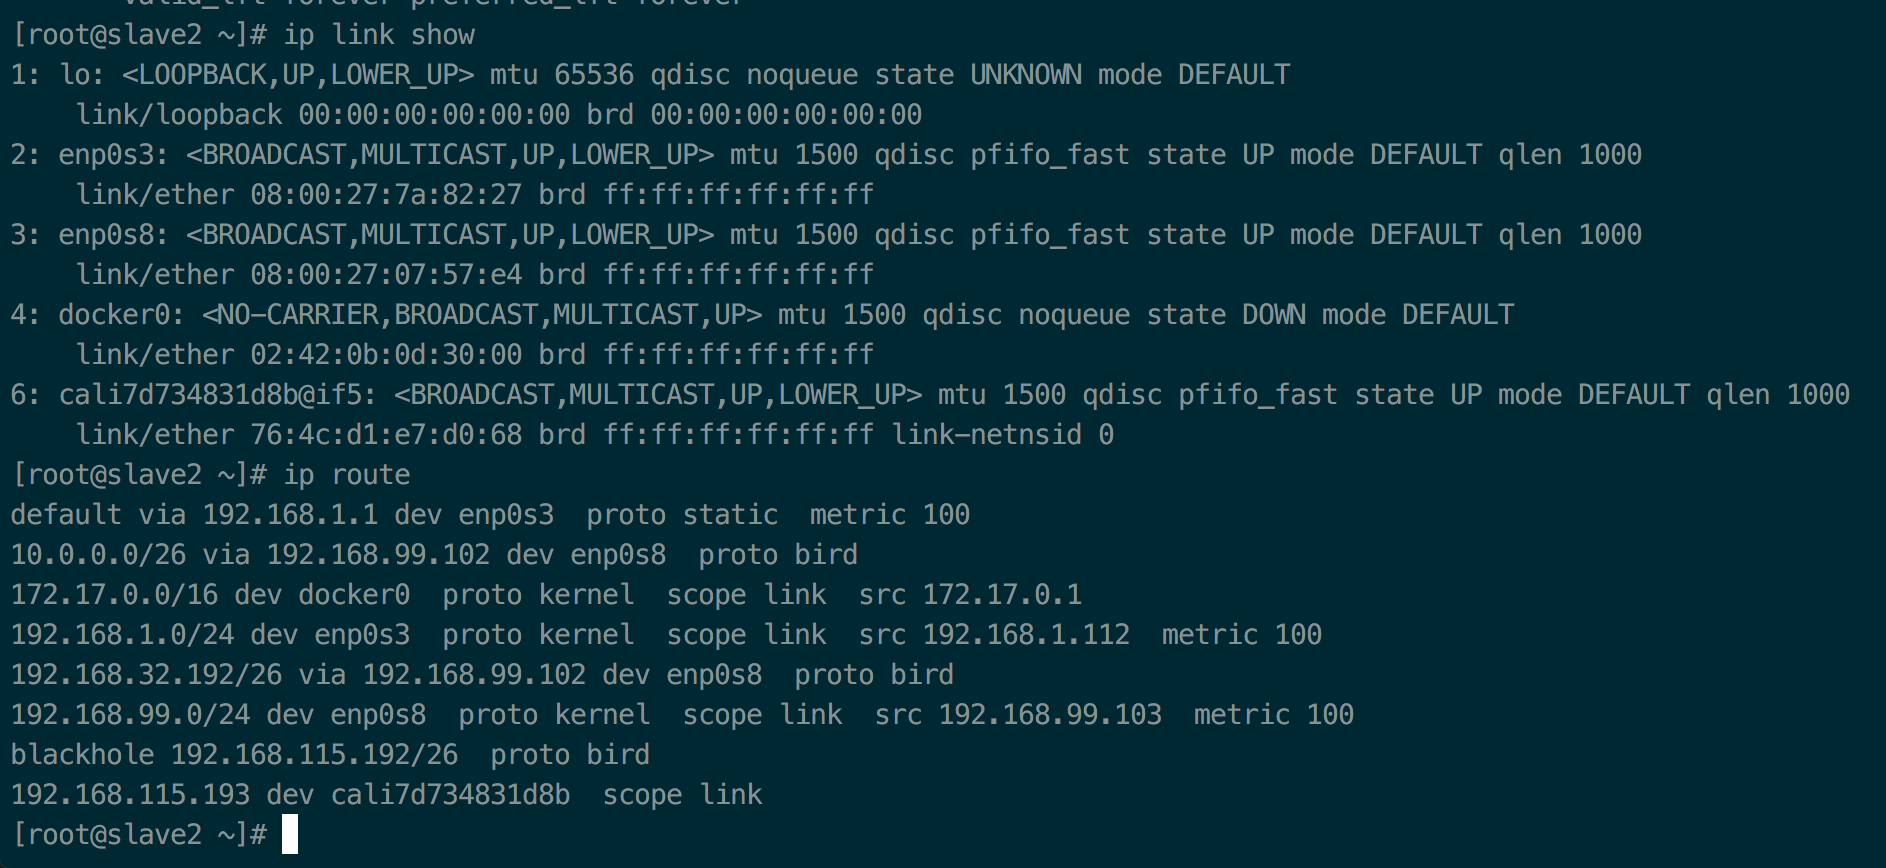 valid_lft forever preferred_lft forever
[root@slave2 ~]# ip link show
1: lo: <LOOPBACK,UP,LOWER_UP> mtu 65536 qdisc noqueue state UNKNOWN mode DEFAULT
    link/loopback 00:00:00:00:00:00 brd 00:00:00:00:00:00
2: enp0s3: <BROADCAST,MULTICAST,UP,LOWER_UP> mtu 1500 qdisc pfifo_fast state UP mode DEFAULT qlen 1000
    link/ether 08:00:27:7a:82:27 brd ff:ff:ff:ff:ff:ff
3: enp0s8: <BROADCAST,MULTICAST,UP,LOWER_UP> mtu 1500 qdisc pfifo_fast state UP mode DEFAULT qlen 1000
    link/ether 08:00:27:07:57:e4 brd ff:ff:ff:ff:ff:ff
4: docker0: <NO-CARRIER,BROADCAST,MULTICAST,UP> mtu 1500 qdisc noqueue state DOWN mode DEFAULT
    link/ether 02:42:0b:0d:30:00 brd ff:ff:ff:ff:ff:ff
6: cali7d734831d8b@if5: <BROADCAST,MULTICAST,UP,LOWER_UP> mtu 1500 qdisc pfifo_fast state UP mode DEFAULT qlen 1000
    link/ether 76:4c:d1:e7:d0:68 brd ff:ff:ff:ff:ff:ff link-netnsid 0
[root@slave2 ~]# ip route
default via 192.168.1.1 dev enp0s3  proto static  metric 100
10.0.0.0/26 via 192.168.99.102 dev enp0s8  proto bird
172.17.0.0/16 dev docker0  proto kernel  scope link  src 172.17.0.1
192.168.1.0/24 dev enp0s3  proto kernel  scope link  src 192.168.1.112  metric 100
192.168.32.192/26 via 192.168.99.102 dev enp0s8  proto bird
192.168.99.0/24 dev enp0s8  proto kernel  scope link  src 192.168.99.103  metric 100
blackhole 192.168.115.192/26  proto bird
192.168.115.193 dev cali7d734831d8b  scope link
[root@slave2 ~]#